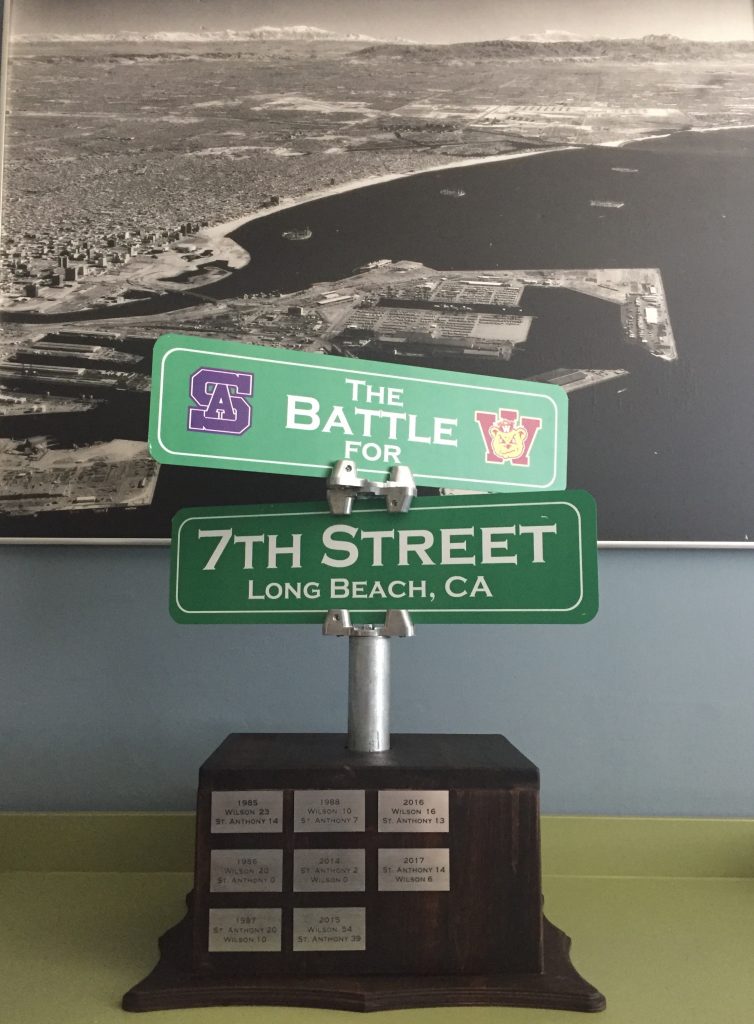 SA
THE
BATTLE
FOR
W
7TH STREET
LONG BEACH, CA
1985
WILSON 23
ST. ANTHONY 14
1986
WILSON 20
ST. ANTHONY 0
1987
ST. ANTHONY 20
WILSON 10
1988
WILSON 10
ST. ANTHONY 7
2014
ST. ANTHONY 2
WILSON 0
2015
WILSON 54
ST. ANTHONY 39
2016
WILSON 16
ST. ANTHONY 13
2017
ST. ANTHONY 14
WILSON 6